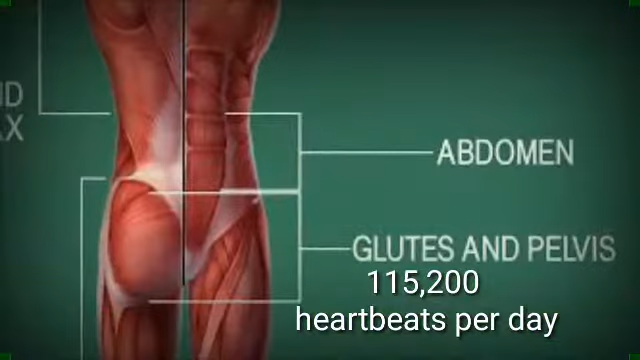 ABDOMEN
GLUTES AND PELVIS
115,200
heartbeats per day